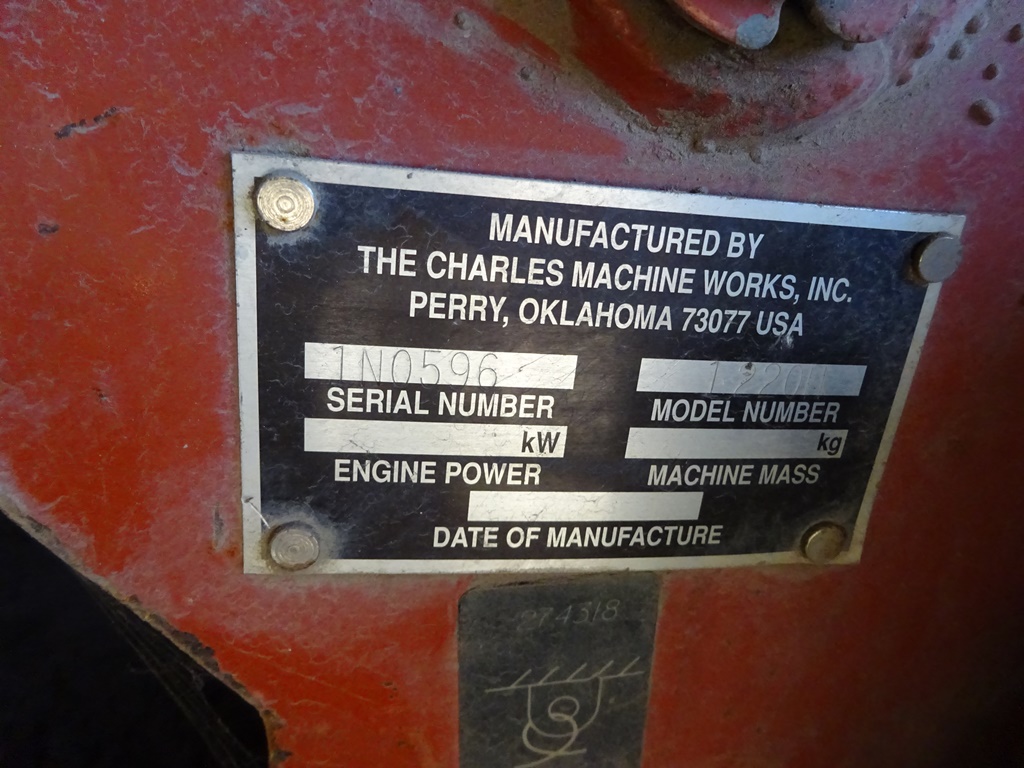 MANUFACTURED BY
THE CHARLES MACHINE WORKS, INC.
PERRY, OKLAHOMA 73077 USA
1N0596
SERIAL NUMBER
MODEL NUMBER
kW
kg
ENGINE POWER
MACHINE MASS
DATE OF MANUFACTURE
274318